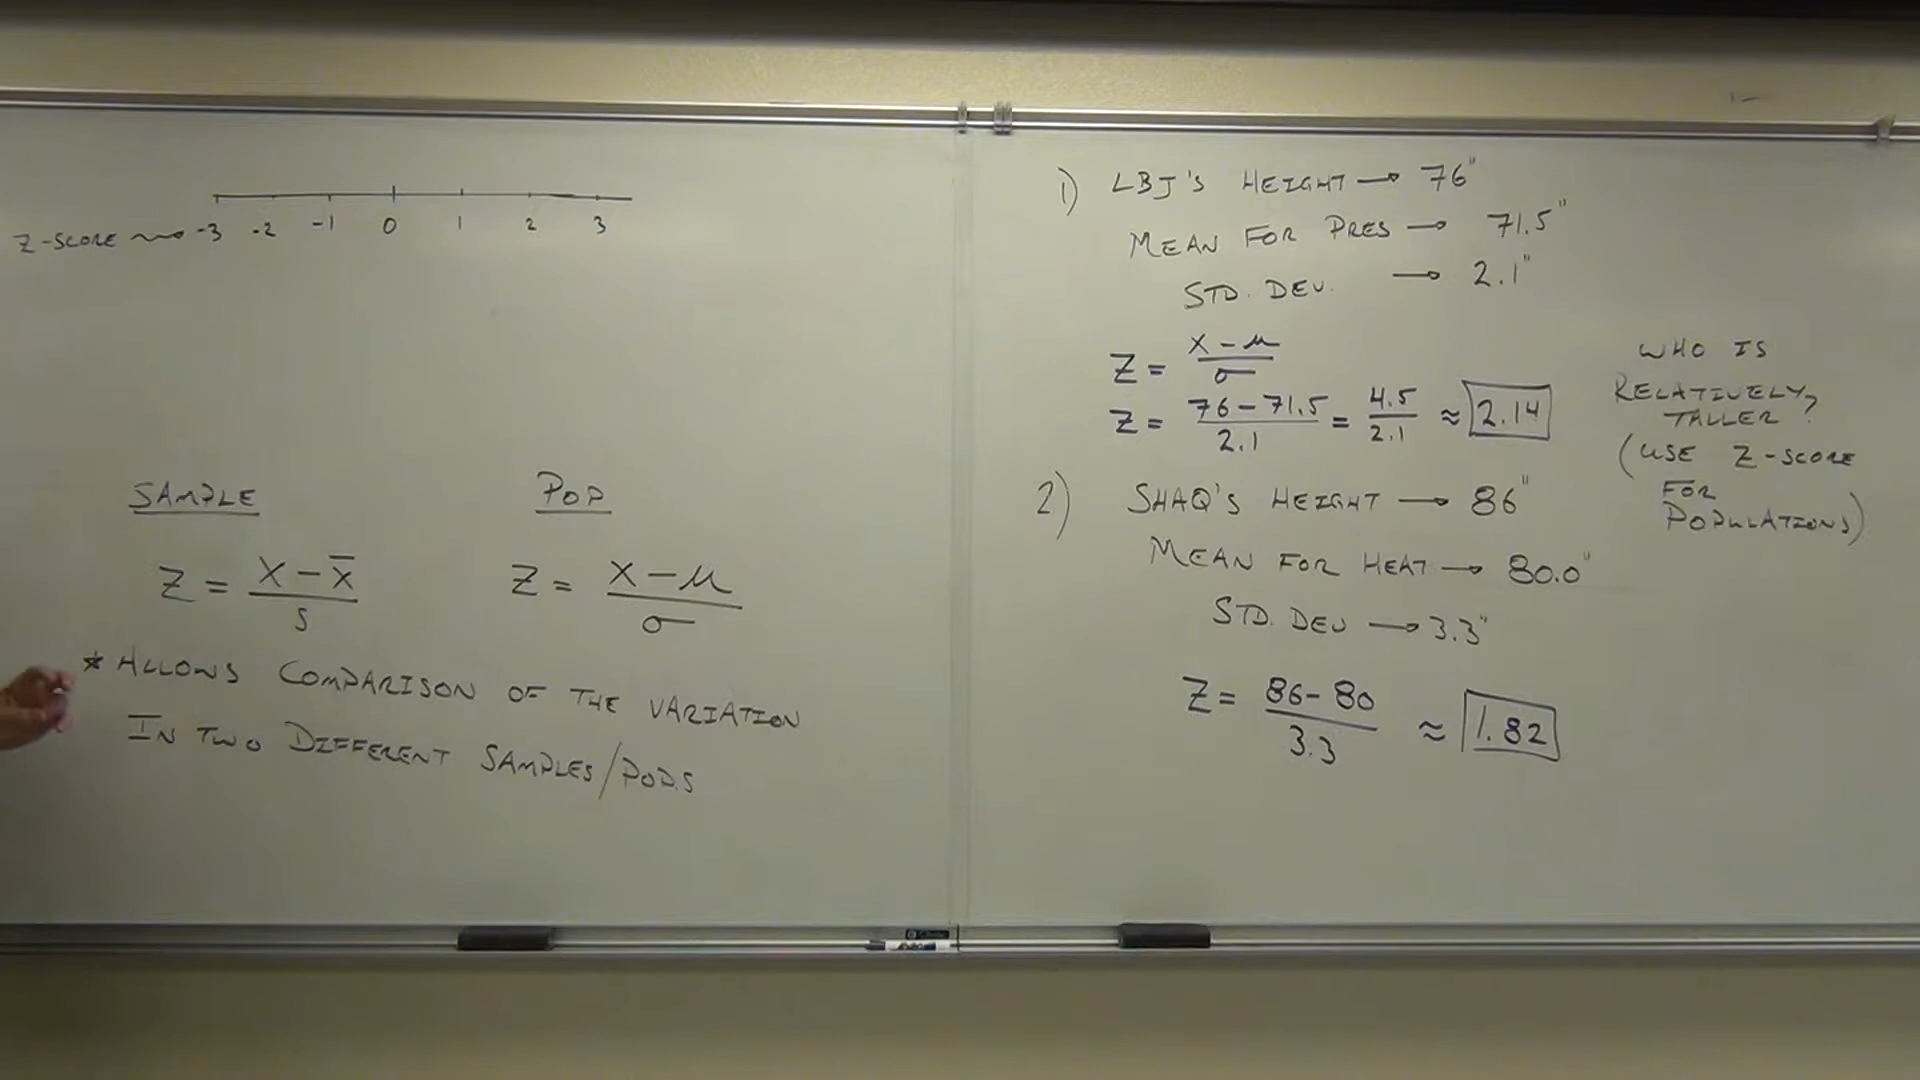 -3 -2 -1 0 1 2 3
Z-SCORE
SAMPLE
Z = X - x̄ / S
POP
Z = X - μ / σ
* ALLOWS COMPARISON OF THE VARIATION
IN TWO DIFFERENT SAMPLES/POPS
1) LBJ'S HEIGHT → 76"
MEAN FOR PRES → 71.5"
STD. DEV. → 2.1"
Z = X - μ / σ
Z = 76 - 71.5 / 2.1 = 4.5 / 2.1 ≈ 2.14
2) SHAQ'S HEIGHT → 86"
MEAN FOR HEAT → 80.0"
STD. DEV → 3.3"
Z = 86 - 80 / 3.3 ≈ 1.82
WHO IS
RELATIVELY
TALLER?
(USE Z-SCORE
FOR
POPULATIONS)